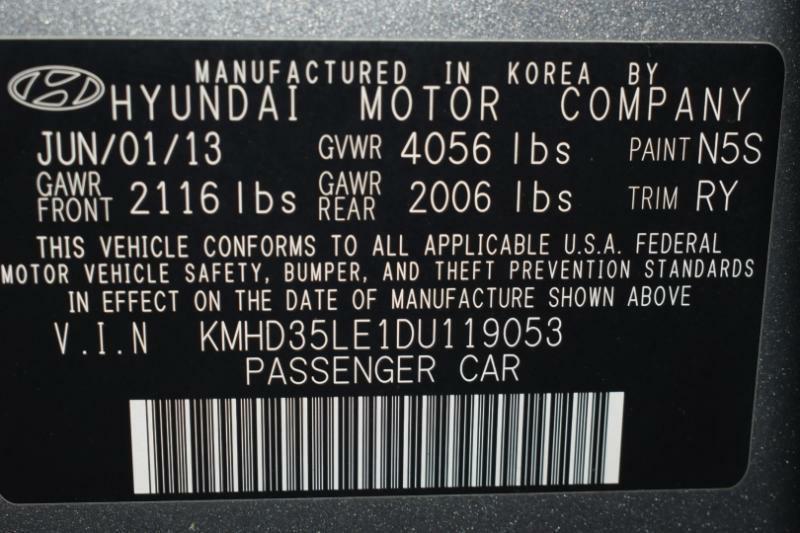 MANUFACTURED IN KOREA BY
HYUNDAI MOTOR COMPANY
JUN/01/13 GVWR 4056 lbs PAINT N5S
GAWR FRONT 2116 lbs GAWR REAR 2006 lbs TRIM RY
THIS VEHICLE CONFORMS TO ALL APPLICABLE U.S.A. FEDERAL
MOTOR VEHICLE SAFETY, BUMPER, AND THEFT PREVENTION STANDARDS
IN EFFECT ON THE DATE OF MANUFACTURE SHOWN ABOVE
V.I.N KMHD35LE1DU119053
PASSENGER CAR